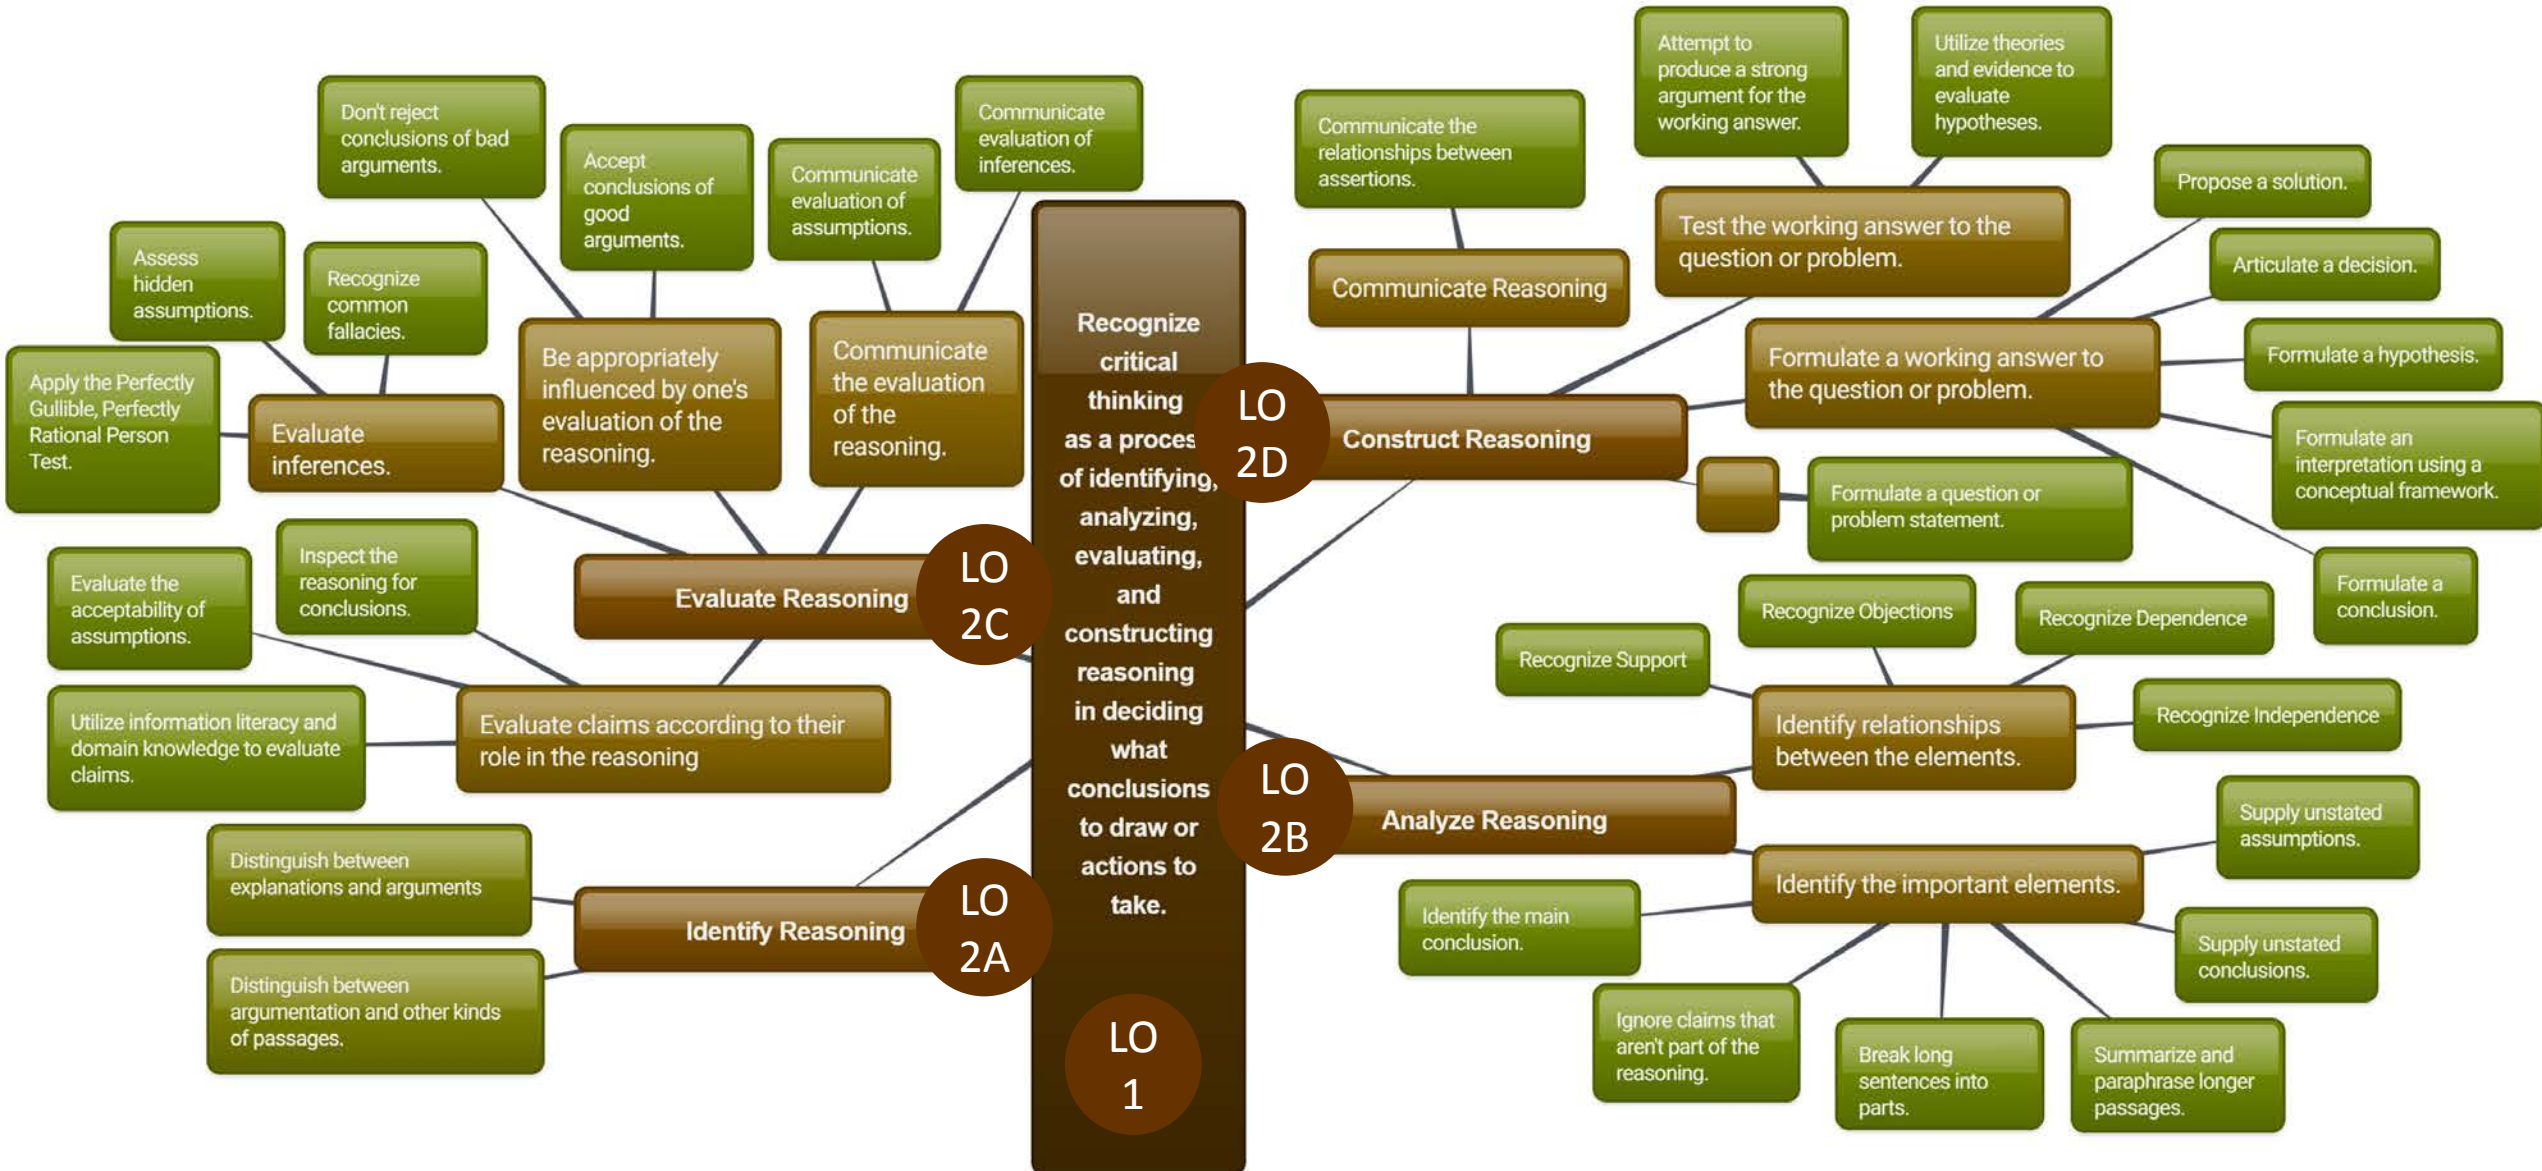 Don't reject
conclusions of bad
arguments.
Accept
conclusions of
good
arguments.
Communicate
evaluation of
assumptions.
Communicate
evaluation of
inferences.
Assess
hidden
assumptions.
Recognize
common
fallacies.
Apply the Perfectly
Gullible, Perfectly
Rational Person
Test.
Evaluate
inferences.
Be appropriately
influenced by one's
evaluation of the
reasoning.
Communicate
the evaluation
of the
reasoning.
Evaluate Reasoning
LO
2C
Evaluate the
acceptability of
assumptions.
Inspect the
reasoning for
conclusions.
Utilize information literacy and
domain knowledge to evaluate
claims.
Evaluate claims according to their
role in the reasoning
Distinguish between
explanations and arguments
Distinguish between
argumentation and other kinds
of passages.
Identify Reasoning
LO
2A
Recognize
critical
thinking
as a proces
of identifying,
analyzing,
evaluating,
and
constructing
reasoning
in deciding
what
conclusions
to draw or
actions to
take.
LO
1
Communicate the
relationships between
assertions.
Communicate Reasoning
Attempt to
produce a strong
argument for the
working answer.
Utilize theories
and evidence to
evaluate
hypotheses.
Test the working answer to the
question or problem.
Propose a solution.
Articulate a decision.
Formulate a hypothesis.
Formulate an
interpretation using a
conceptual framework.
Formulate a
conclusion.
Formulate a working answer to
the question or problem.
LO
2D
Construct Reasoning
Formulate a question or
problem statement.
Recognize Support
Recognize Objections
Recognize Dependence
Recognize Independence
Identify relationships
between the elements.
LO
2B
Analyze Reasoning
Identify the important elements.
Supply unstated
assumptions.
Supply unstated
conclusions.
Identify the main
conclusion.
Ignore claims that
aren't part of the
reasoning.
Break long
sentences into
parts.
Summarize and
paraphrase longer
passages.